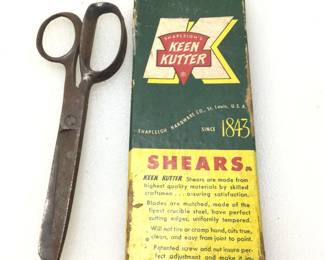 SHAPLEIGH'S
KEEN
KUTTER
SHAPLEIGH HARDWARE CO., St. Louis, U.S.A.
SINCE 1843
SHEARS
KEEN KUTTER Shears are made from
highest quality materials by skilled
craftsmen ... assuring satisfaction.
Blades are matched, made of the
finest crucible steel, have perfect
cutting edges, uniformly tempered.
Will not tire or cramp hand, cuts true,
clean, and easy from joint to point.
Patented screw and nut insure per-
fect adjustment and make it